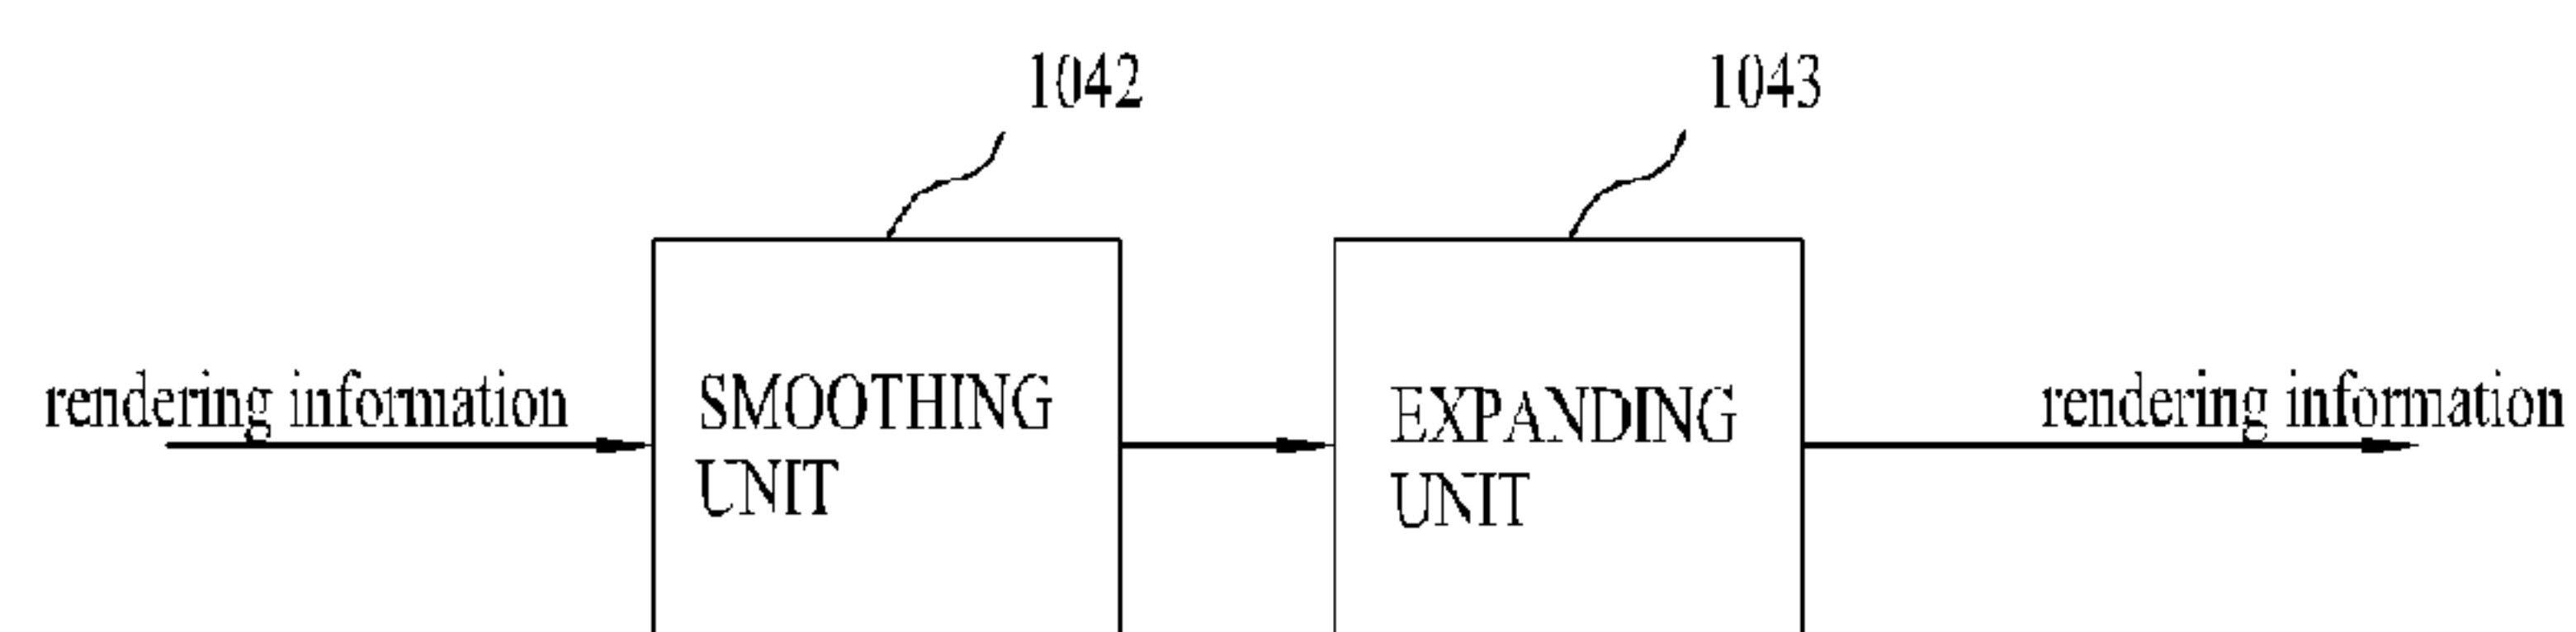 1042
1043
rendering information
SMOOTHING
UNIT
EXPANDING
UNIT
rendering information